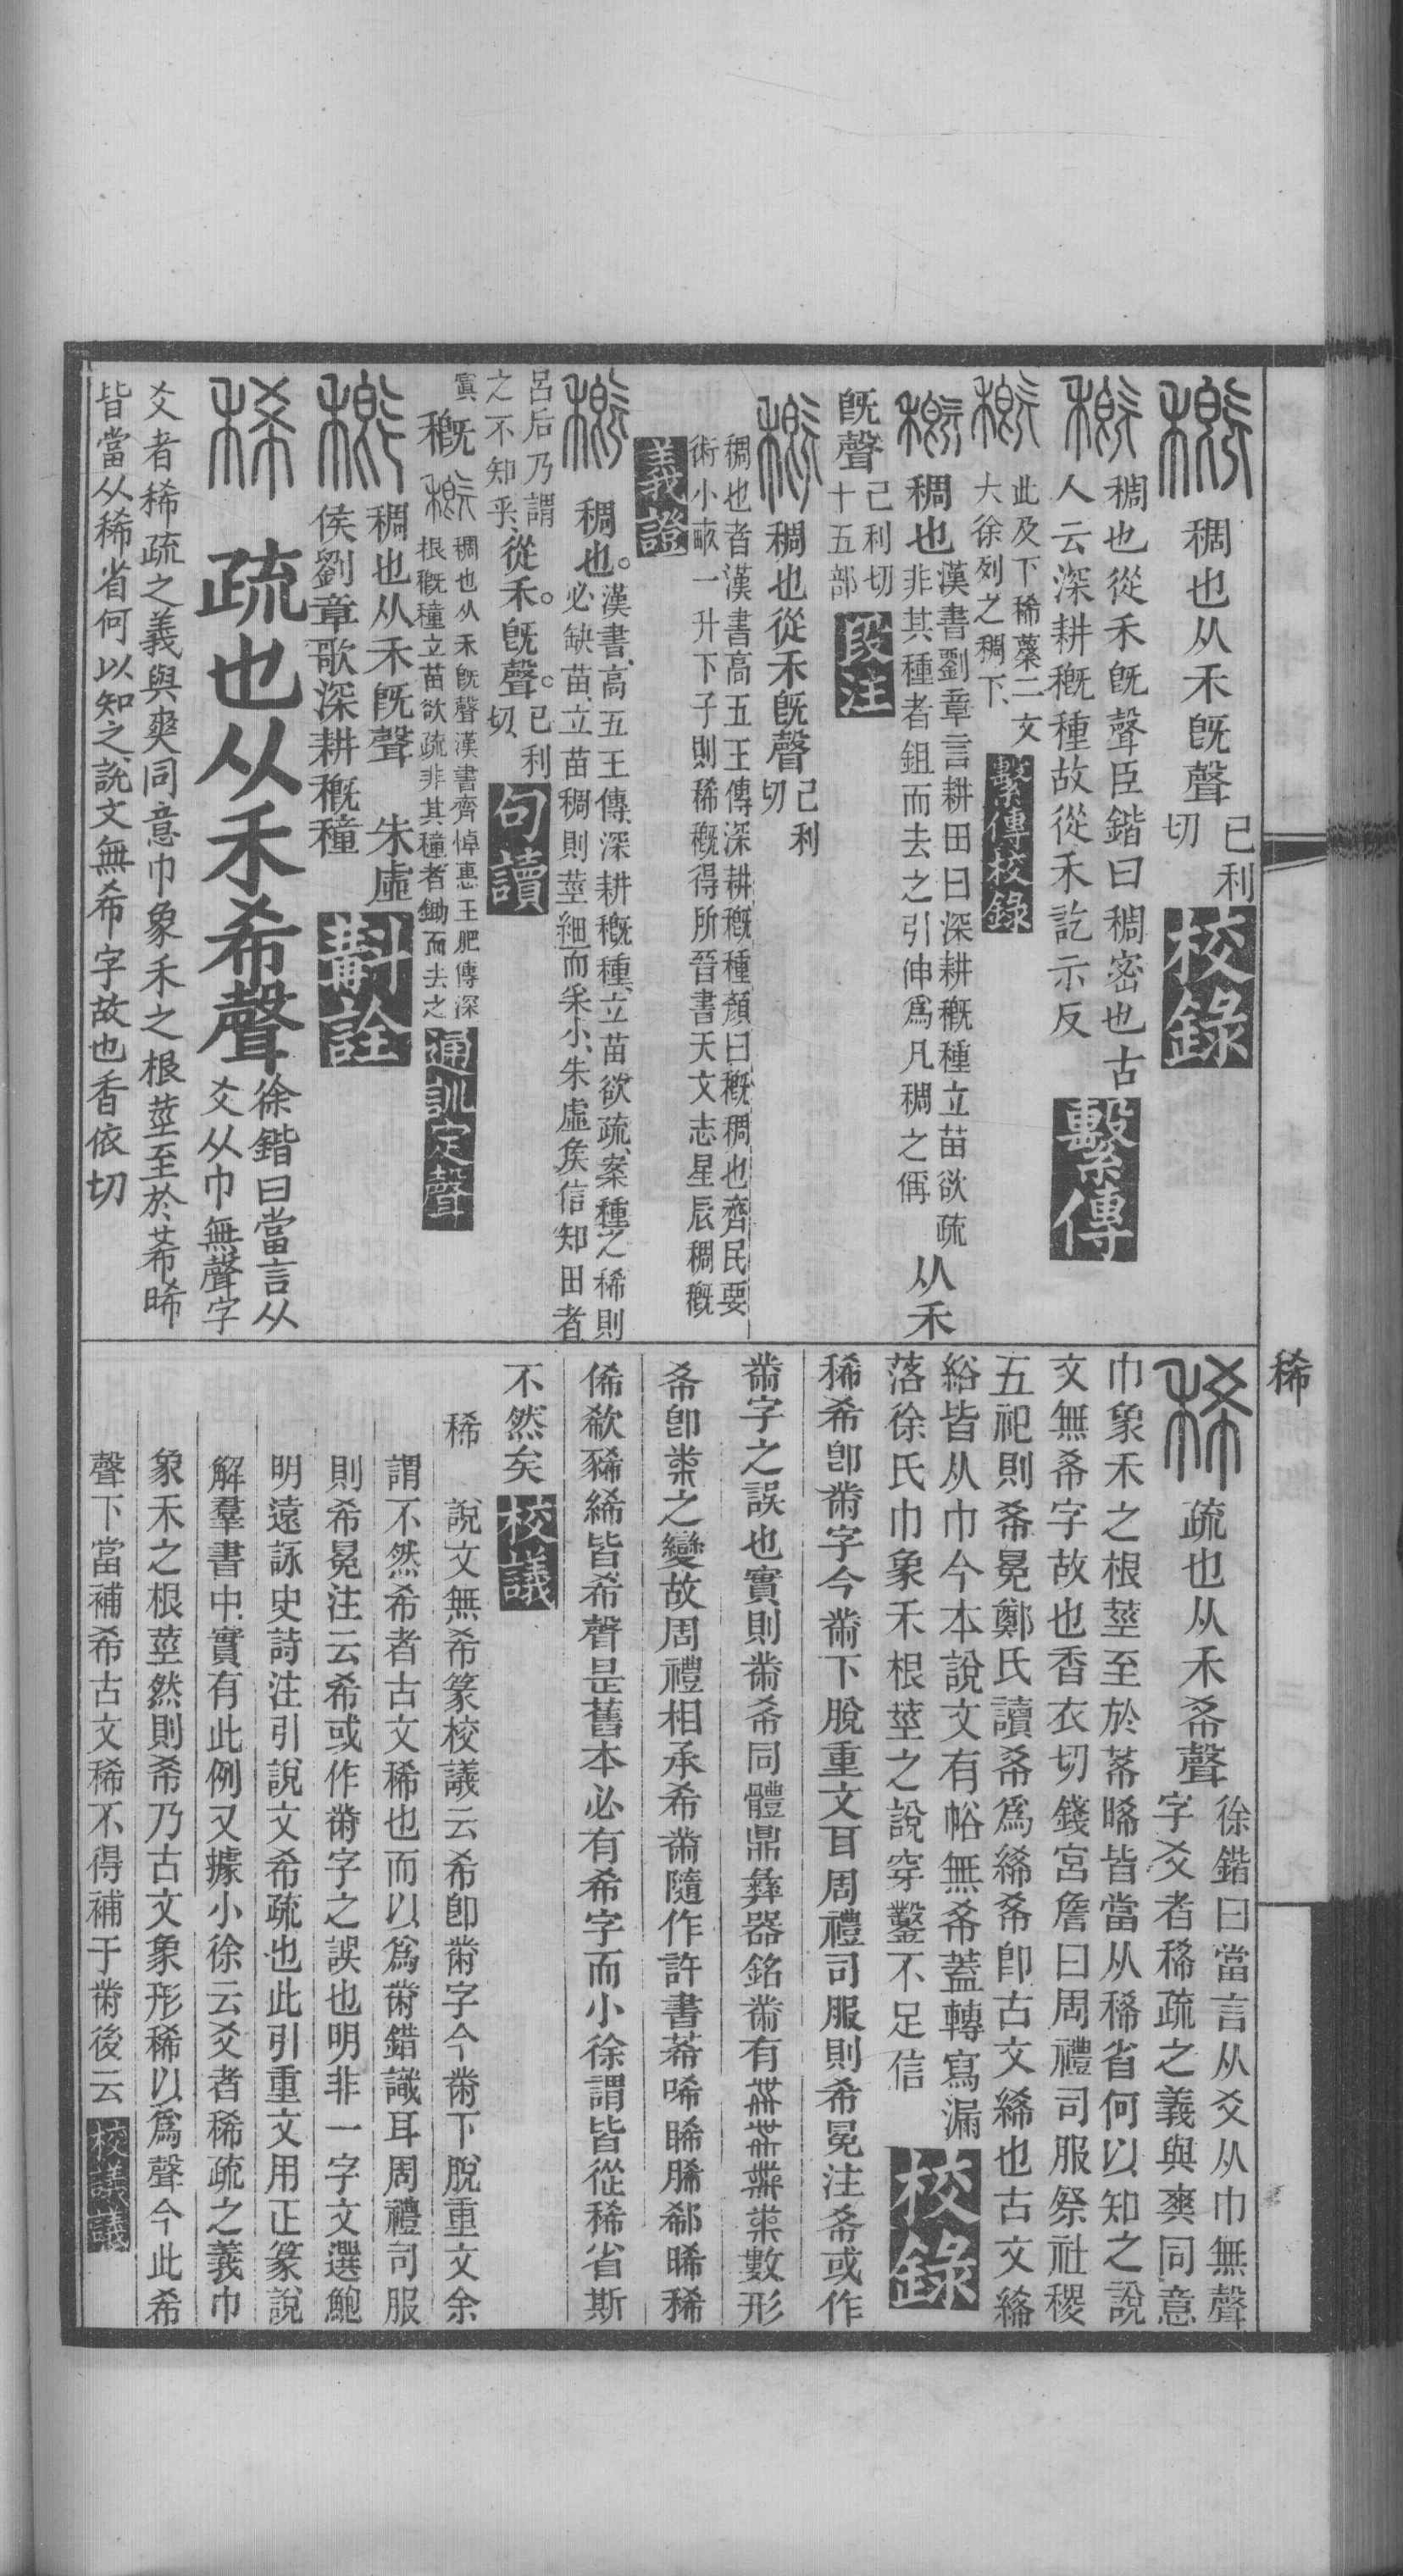 稀
穊 稠也从禾旣聲
已利
切
校錄
穊 稠也從禾旣聲臣鍇曰稠密也古
人云深耕穊種故從禾訖示反
繫傳
穊 此及下稀穖二文
大徐列之稠下
繫傳校錄
穊 稠也
漢書劉章言耕田曰深耕穊種立苗欲疏
非其種者鉏而去之引伸爲凡稠之偁
从禾
旣聲
己利切
十五部
段注
穊 稠也從禾旣聲
己利
切
稠也者漢書高五王傳深耕穊種顏曰穊稠也齊民要
術小畝一升下子則稀穊得所晉書天文志星辰稠穊
義證
穊 稠也。
漢書、高五王傳、深耕穊種、立苗欲疏、案種之稀則
必缺苗、立苗稠則莖細而釆小、朱虛矦信知田者
呂后乃謂
之不知乎、
從禾。旣聲。
已利
切
句讀
寘 穊 穊
稠也从禾旣聲漢書齊悼惠王肥傳深
根穊穜立苗欲疏非其穜者鋤而去之
通訓定聲
穊 稠也从禾旣聲 朱虛
侯劉章歌深耕穊穜
斠詮
稀 疏也从禾希聲
徐鍇曰當言从
爻从巾無聲字
爻者稀疏之義與爽同意巾象禾之根莖至於莃晞
皆當从稀省何以知之說文無希字故也香依切
稀 疏也从禾希聲
徐鍇曰當言从爻从巾無聲
字爻者稀疏之義與爽同意
巾象禾之根莖至於莃晞皆當从稀省何以知之說
文無希字故也香衣切錢宮詹曰周禮司服祭社稷
五祀則希冕鄭氏讀希爲絺希卽古文絺也古文絺
綌皆从巾今本說文有帢無希蓋轉寫漏
落徐氏巾象禾根莖之說穿鑿不足信
校錄
稀希卽黹字今黹下脫重文耳周禮司服則希冕注希或作
黹字之誤也實則黹希同體鼎彝器銘黹有數形
希卽黹之變故周禮相承希黹隨作許書莃唏睎脪郗晞稀
俙欷豨絺皆希聲是舊本必有希字而小徐謂皆從稀省斯
不然矣
校議
稀 說文無希篆校議云希卽黹字今黹下脫重文余
謂不然希者古文稀也而以爲黹錯識耳周禮司服
則希冕注云希或作黹字之誤也明非一字文選鮑
明遠詠史詩注引說文希疏也此引重文用正篆說
解羣書中實有此例又據小徐云爻者稀疏之義巾
象禾之根莖然則希乃古文象形稀以爲聲今此希
聲下當補希古文稀不得補于黹後云
校議議